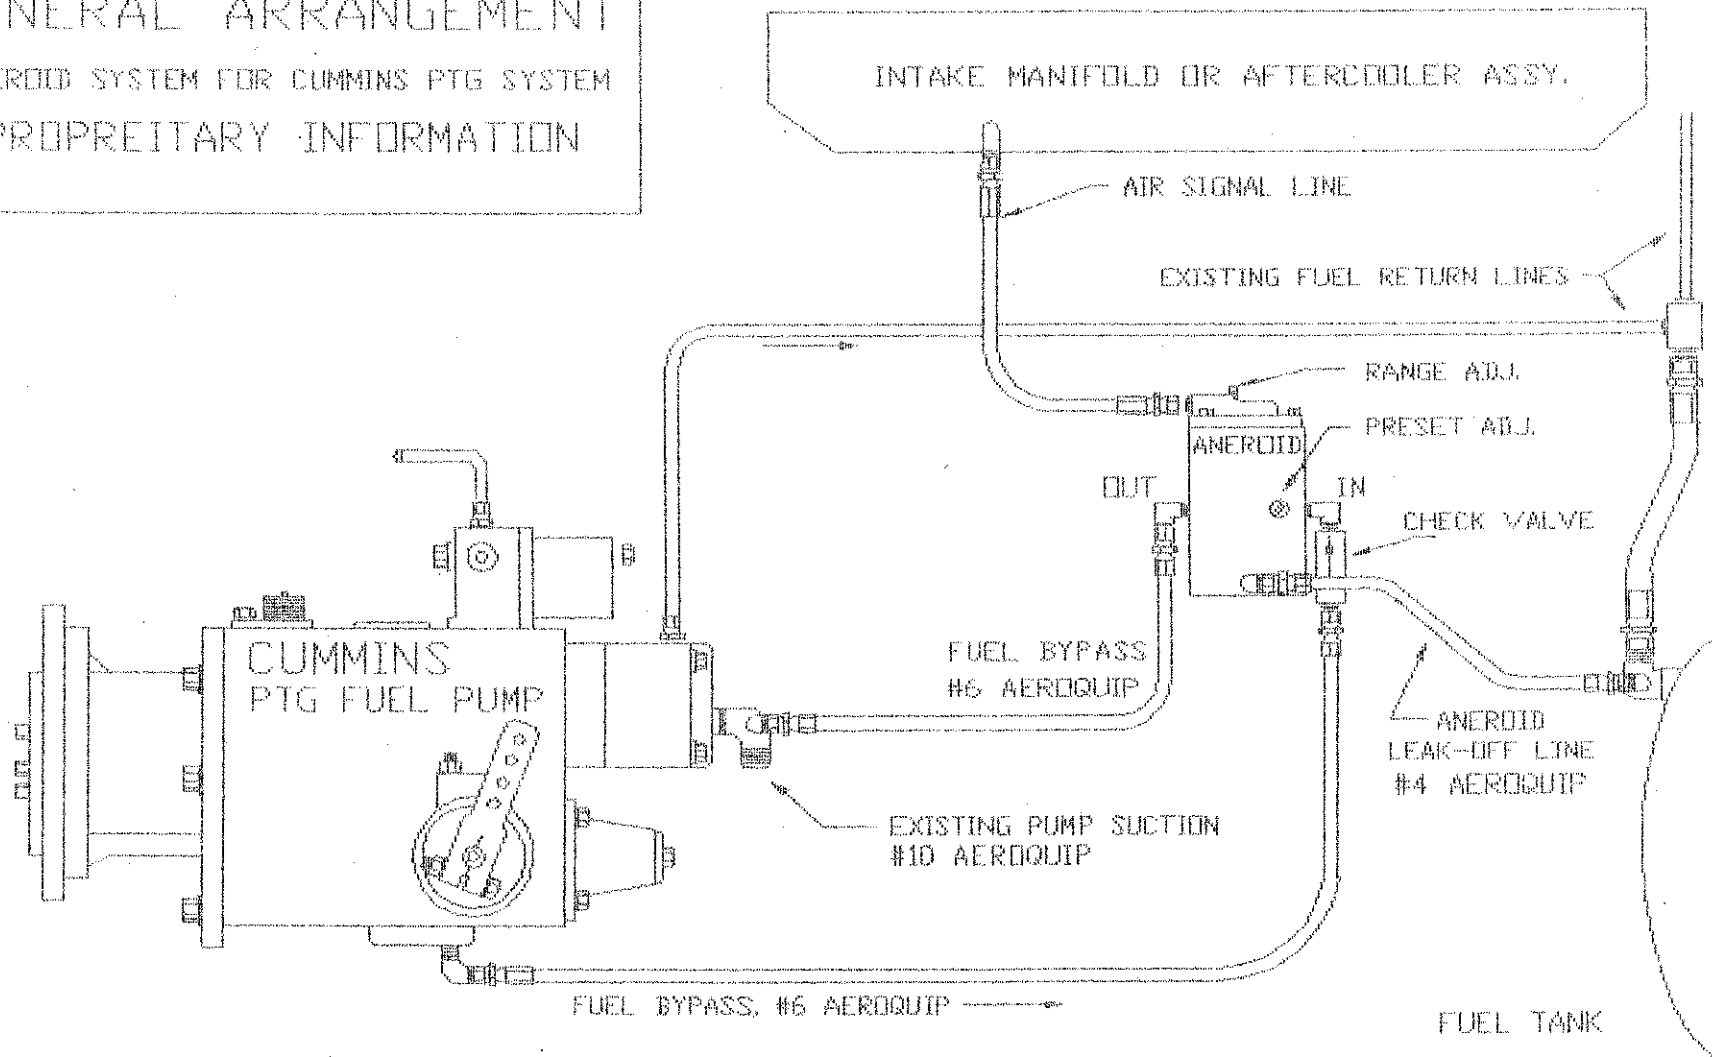 NERAL ARRANGEMENT
EROID SYSTEM FOR CUMMINS PTG SYSTEM
PROPREITARY INFORMATION
INTAKE MANIFOLD OR AFTERCOOLER ASSY.
AIR SIGNAL LINE
EXISTING FUEL RETURN LINES
RANGE ADJ.
PRESET ADJ.
ANEROID
OUT
IN
CHECK VALVE
CUMMINS
PTG FUEL PUMP
FUEL BYPASS
#6 AEROQUIP
ANEROID
LEAK-OFF LINE
#4 AEROQUIP
EXISTING PUMP SUCTION
#10 AEROQUIP
FUEL BYPASS, #6 AEROQUIP
FUEL TANK